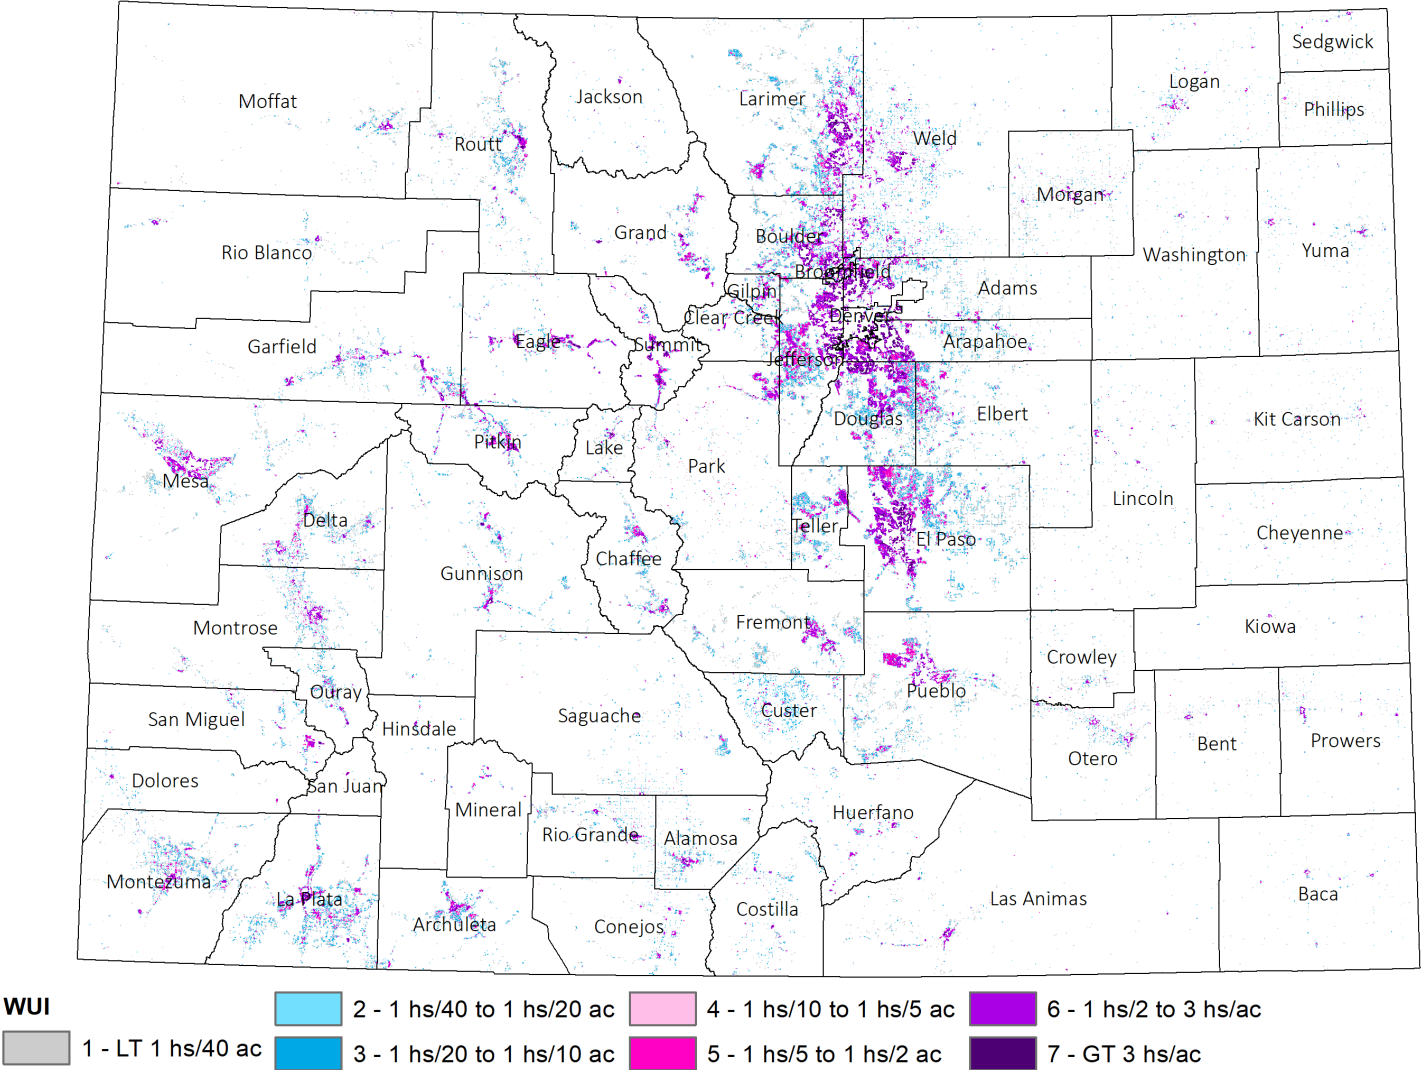 Sedgwick
Logan
Phillips
Moffat
Jackson
Larimer
Routt
Weld
Morgan
Grand
Boulder
Rio Blanco
Washington
Yuma
Broomfield
Gilpin
Adams
Clear Creek
Denver
Garfield
Eagle
Summit
Jefferson
Arapahoe
Douglas
Elbert
Kit Carson
Pitkin
Lake
Park
Mesa
Lincoln
Delta
Teller
El Paso
Cheyenne
Chaffee
Gunnison
Montrose
Fremont
Kiowa
Crowley
Ouray
Pueblo
San Miguel
Saguache
Custer
Hinsdale
Otero
Bent
Prowers
Dolores
San Juan
Mineral
Huerfano
Rio Grande
Alamosa
Montezuma
La Plata
Las Animas
Baca
Archuleta
Conejos
Costilla
WUI
1 - LT 1 hs/40 ac
2 - 1 hs/40 to 1 hs/20 ac
3 - 1 hs/20 to 1 hs/10 ac
4 - 1 hs/10 to 1 hs/5 ac
5 - 1 hs/5 to 1 hs/2 ac
6 - 1 hs/2 to 3 hs/ac
7 - GT 3 hs/ac